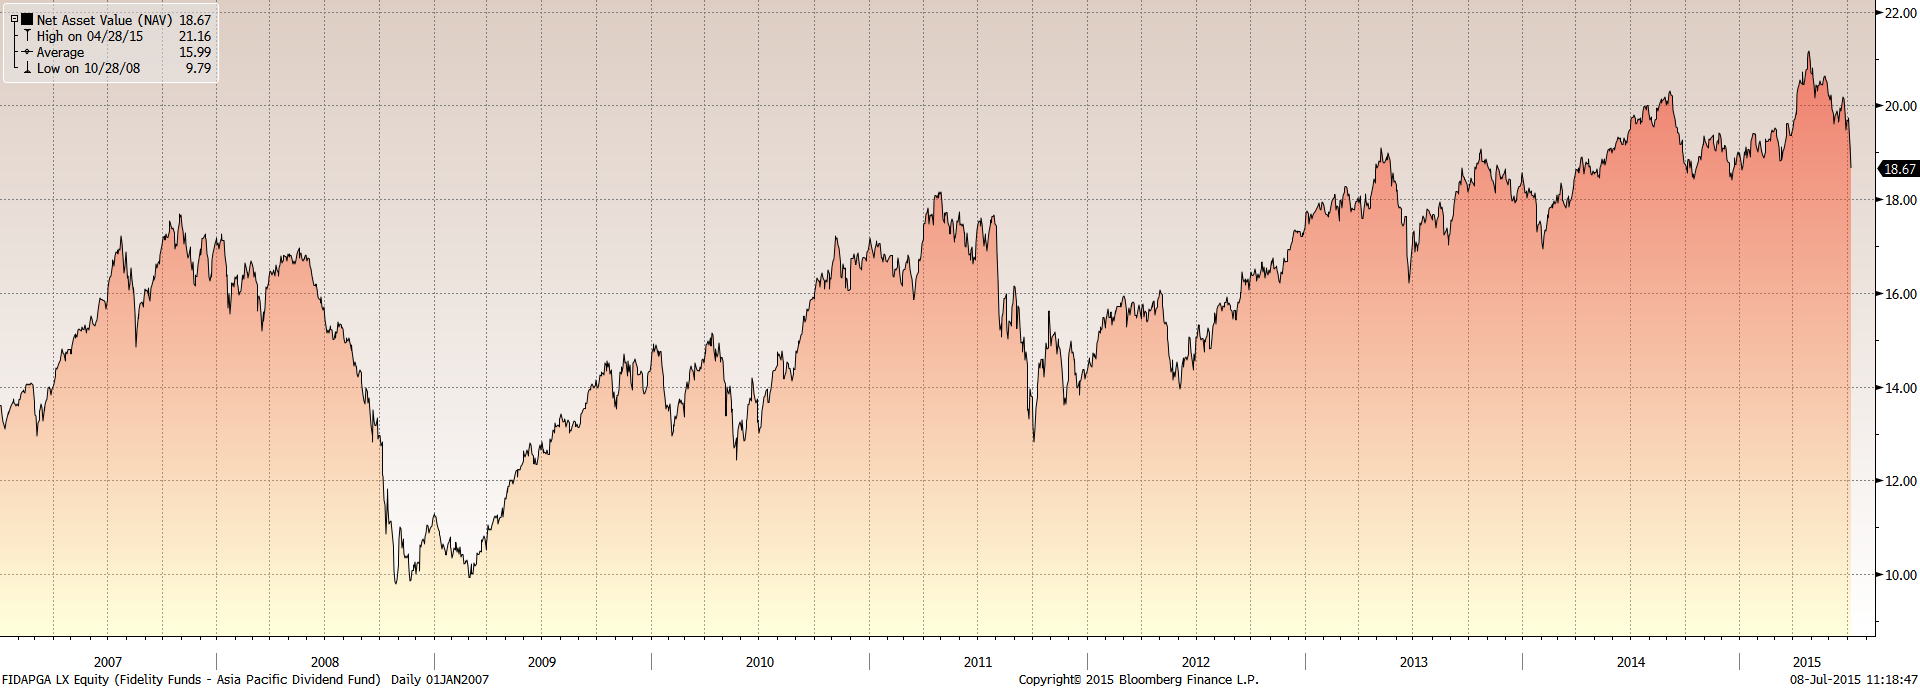 Net Asset Value (NAV) 18.67
High on 04/28/15 21.16
Average 15.99
Low on 10/28/08 9.79
22.00
20.00
18.67
18.00
16.00
14.00
12.00
10.00
2007 2008 2009 2010 2011 2012 2013 2014 2015
FIDAPGA LX Equity (Fidelity Funds - Asia Pacific Dividend Fund) Daily 01JAN2007 Copyright© 2015 Bloomberg Finance L.P. 08-Jul-2015 11:18:47